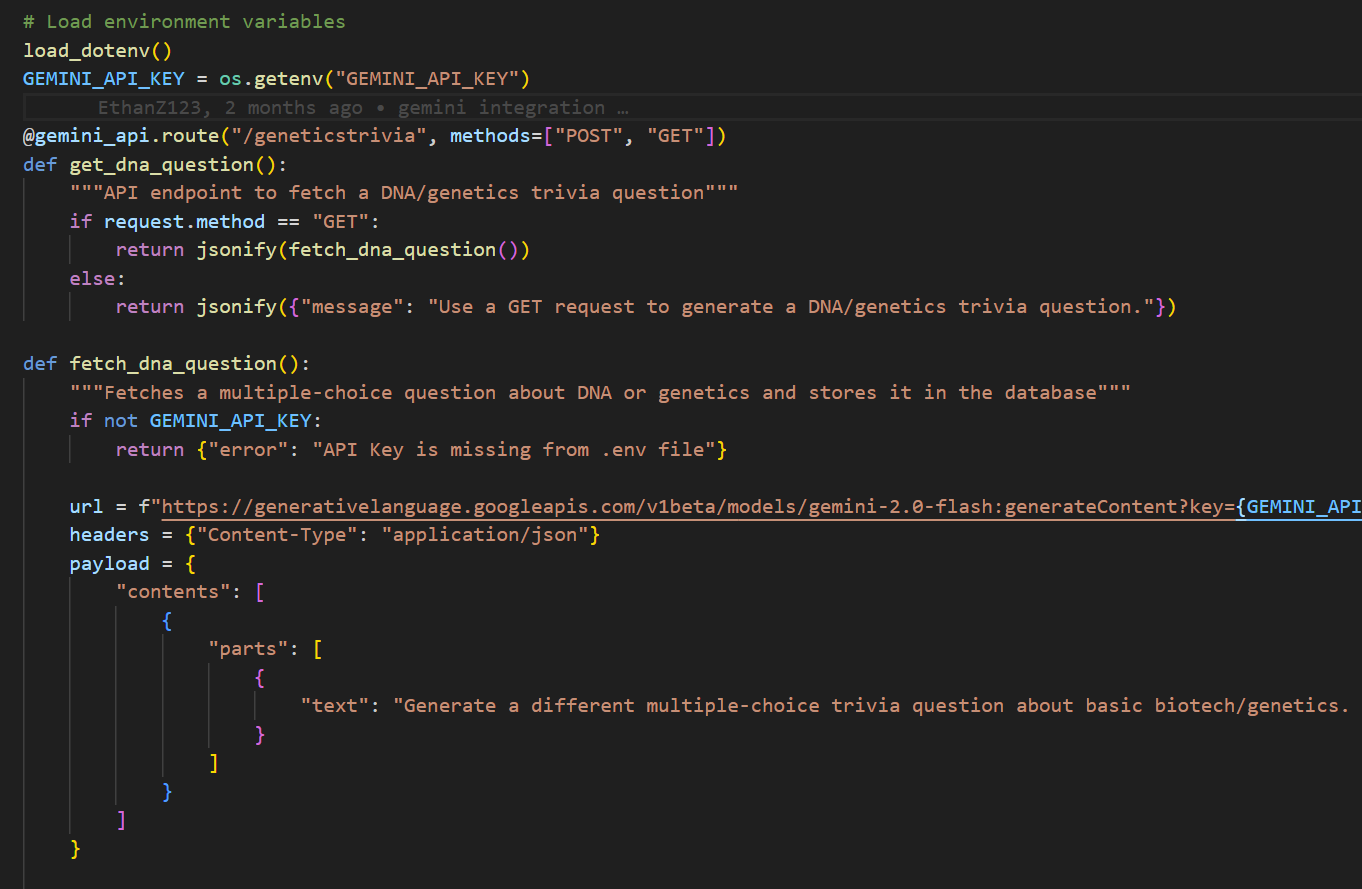 # Load environment variables
load_dotenv()
GEMINI_API_KEY = os.getenv("GEMINI_API_KEY")
EthanZ123, 2 months ago • gemini integration …
@gemini_api.route("/geneticstrivia", methods=["POST", "GET"])
def get_dna_question():
    """API endpoint to fetch a DNA/genetics trivia question"""
    if request.method == "GET":
        return jsonify(fetch_dna_question())
    else:
        return jsonify({"message": "Use a GET request to generate a DNA/genetics trivia question."})
def fetch_dna_question():
    """Fetches a multiple-choice question about DNA or genetics and stores it in the database"""
    if not GEMINI_API_KEY:
        return {"error": "API Key is missing from .env file"}
    url = f"https://generativelanguage.googleapis.com/v1beta/models/gemini-2.0-flash:generateContent?key={GEMINI_API
    headers = {"Content-Type": "application/json"}
    payload = {
        "contents": [
            {
                "parts": [
                    {
                        "text": "Generate a different multiple-choice trivia question about basic biotech/genetics.
                    }
                ]
            }
        ]
    }